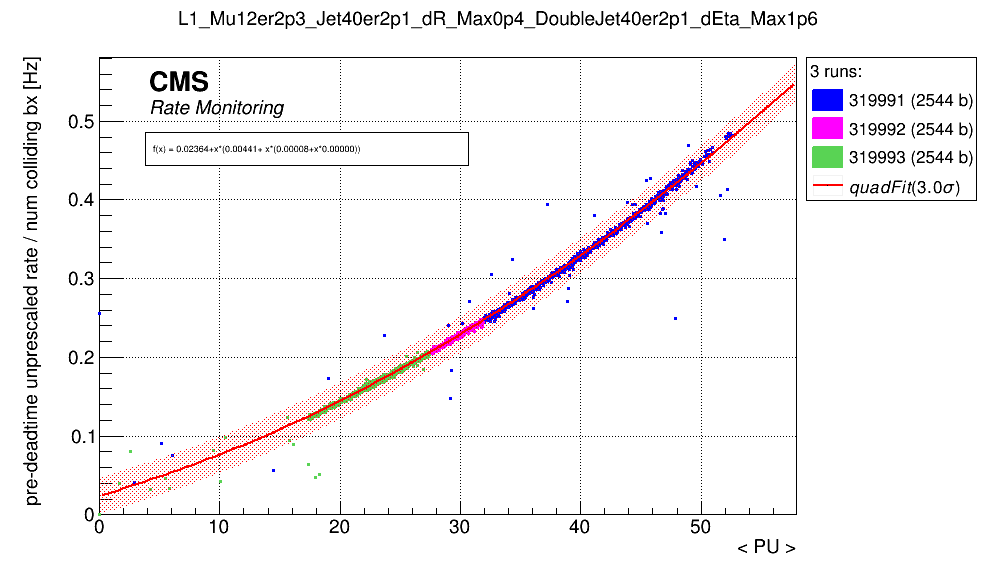 L1_Mu12er2p3_Jet40er2p1_dR_Max0p4_DoubleJet40er2p1_dEta_Max1p6
pre-deadtime unprescaled rate / num colliding bx [Hz]
CMS
Rate Monitoring
f(x) = 0.02364+x*(0.00441+ x*(0.00008+x*0.00000))
3 runs:
319991 (2544 b)
319992 (2544 b)
319993 (2544 b)
quadFit(3.0σ)
0.5
0.4
0.3
0.2
0.1
0
0 10 20 30 40 50
< PU >